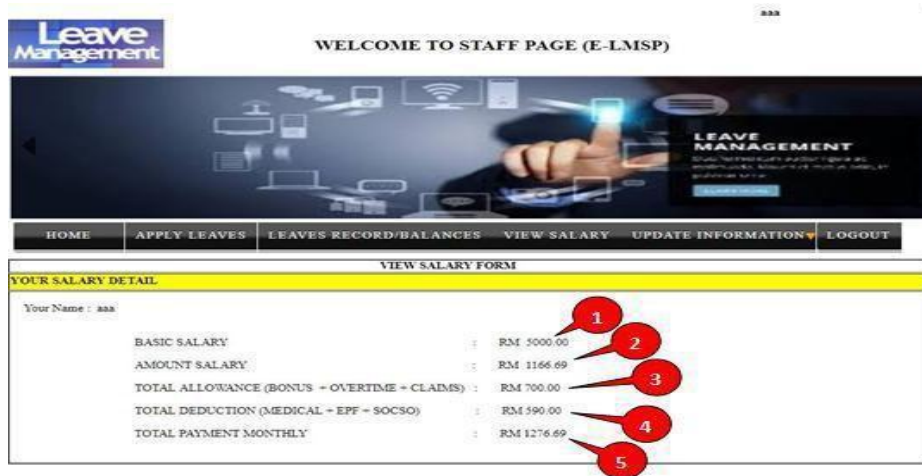 aaa
Leave
Management
WELCOME TO STAFF PAGE (E-LMSP)
LEAVE
MANAGEMENT
HOME APPLY LEAVES LEAVES RECORD/BALANCES VIEW SALARY UPDATE INFORMATION LOGOUT
VIEW SALARY FORM
YOUR SALARY DETAIL
Your Name : aaa
1
BASIC SALARY : RM 5000.00
2
AMOUNT SALARY : RM 1166.69
3
TOTAL ALLOWANCE (BONUS + OVERTIME + CLAIMS) : RM 700.00
TOTAL DEDUCTION (MEDICAL + EPF + SOCSO) : RM 590.00
4
TOTAL PAYMENT MONTHLY : RM 1276.69
5